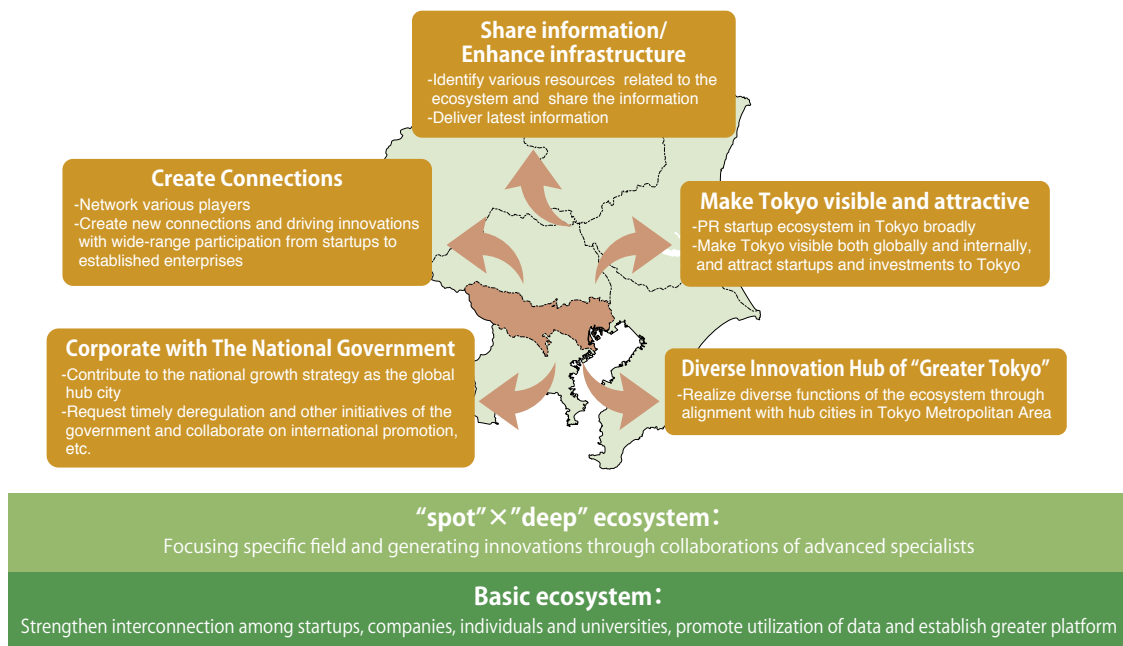 Share information/
Enhance infrastructure
-Identify various resources related to the
ecosystem and share the information
-Deliver latest information
Create Connections
-Network various players
-Create new connections and driving innovations
with wide-range participation from startups to
established enterprises
Make Tokyo visible and attractive
-PR startup ecosystem in Tokyo broadly
-Make Tokyo visible both globally and internally,
and attract startups and investments to Tokyo
Corporate with The National Government
-Contribute to the national growth strategy as the global
hub city
-Request timely deregulation and other initiatives of the
government and collaborate on international promotion,
etc.
Diverse Innovation Hub of “Greater Tokyo”
-Realize diverse functions of the ecosystem through
alignment with hub cities in Tokyo Metropolitan Area
“spot”×”deep” ecosystem：
Focusing specific field and generating innovations through collaborations of advanced specialists
Basic ecosystem：
Strengthen interconnection among startups, companies, individuals and universities, promote utilization of data and establish greater platform